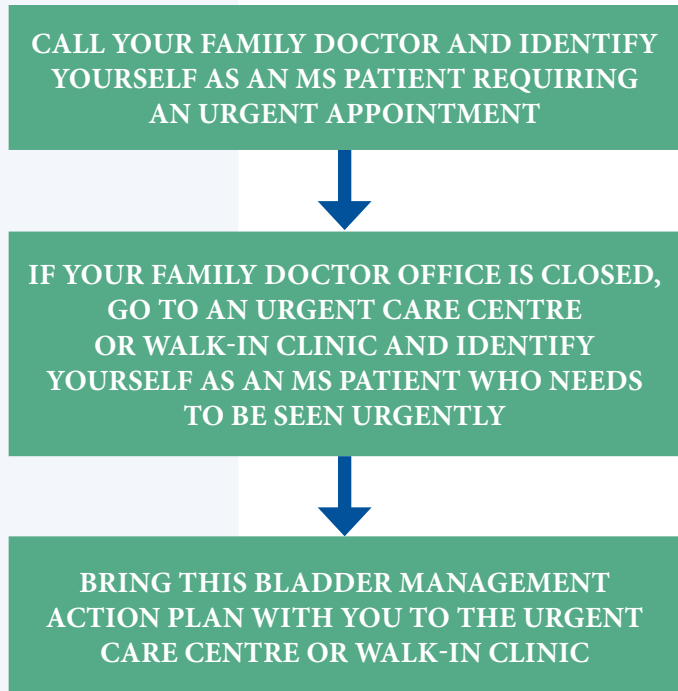 CALL YOUR FAMILY DOCTOR AND IDENTIFY
YOURSELF AS AN MS PATIENT REQUIRING
AN URGENT APPOINTMENT
IF YOUR FAMILY DOCTOR OFFICE IS CLOSED,
GO TO AN URGENT CARE CENTRE
OR WALK-IN CLINIC AND IDENTIFY
YOURSELF AS AN MS PATIENT WHO NEEDS
TO BE SEEN URGENTLY
BRING THIS BLADDER MANAGEMENT
ACTION PLAN WITH YOU TO THE URGENT
CARE CENTRE OR WALK-IN CLINIC